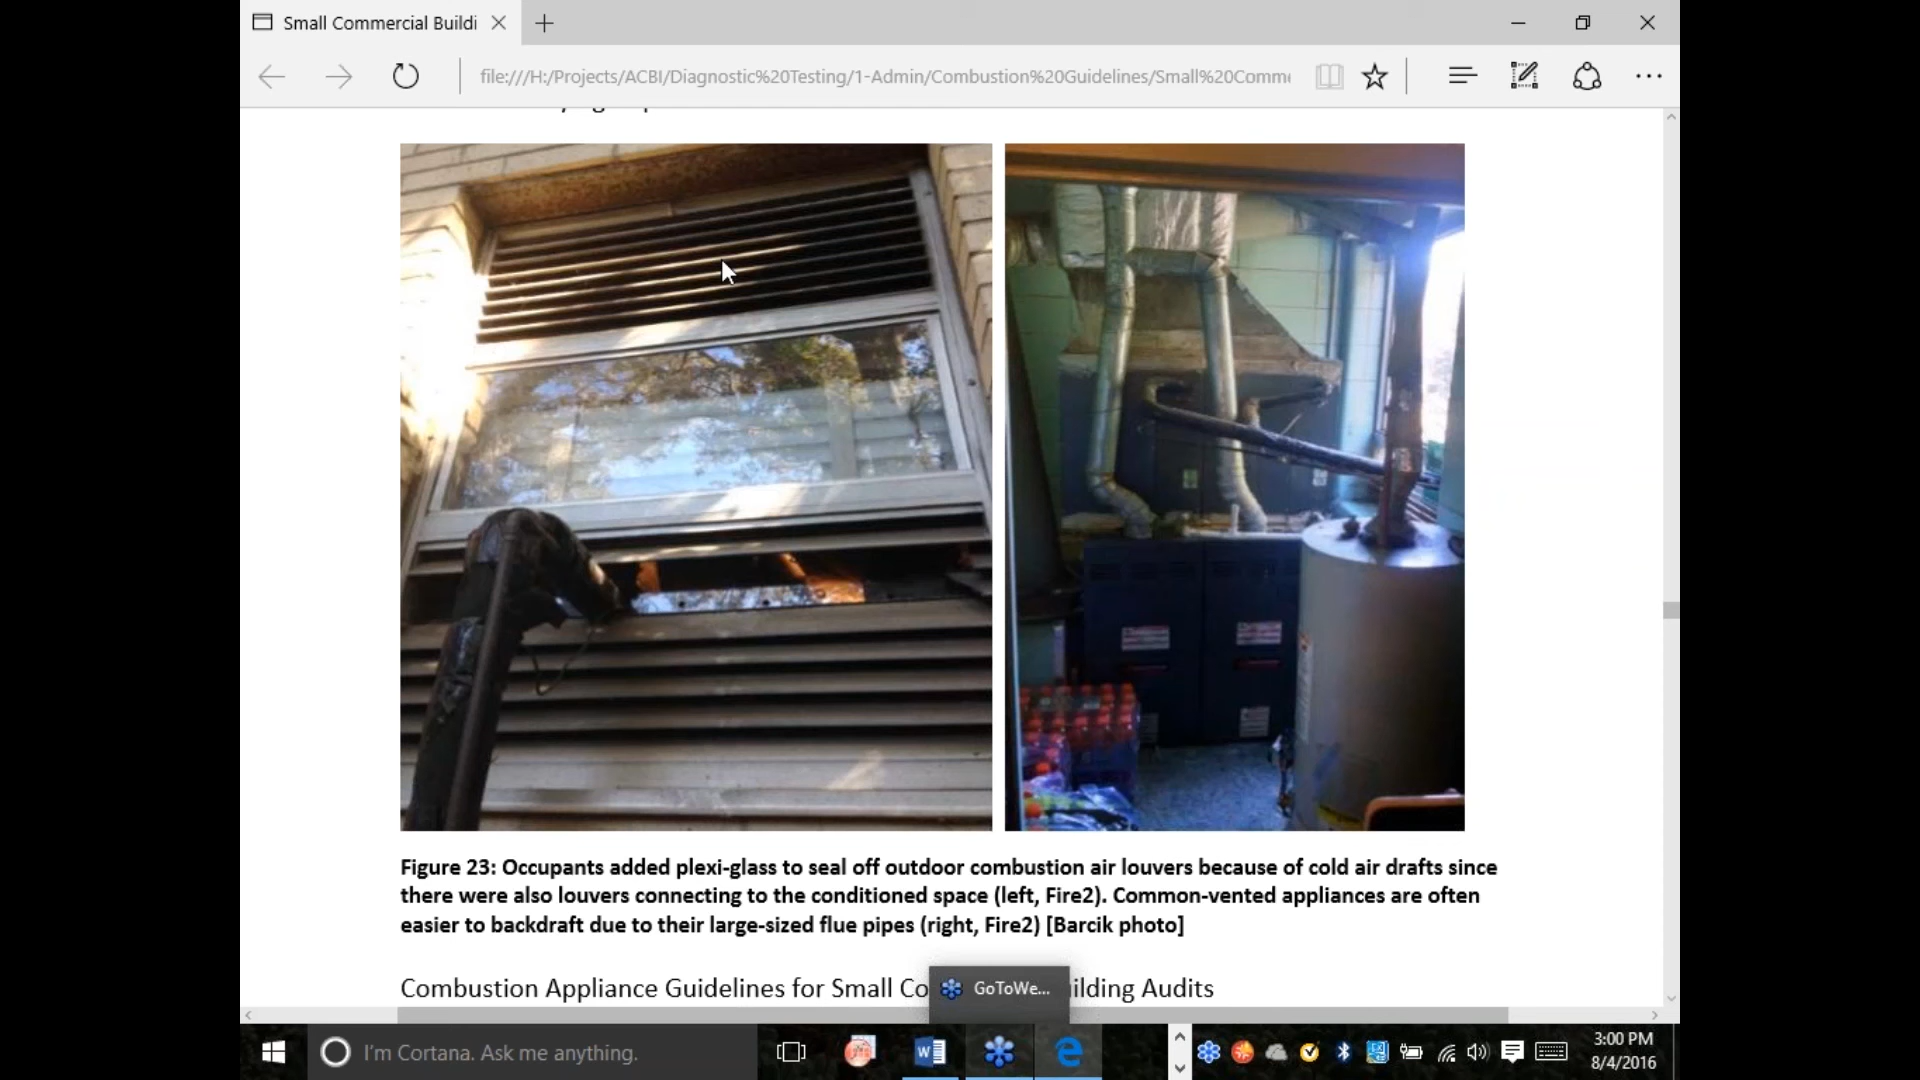 Small Commercial Buildi
file:///H:/Projects/ACBI/Diagnostic%20Testing/1-Admin/Combustion%20Guidelines/Small%20Comme
Figure 23: Occupants added plexi-glass to seal off outdoor combustion air louvers because of cold air drafts since
there were also louvers connecting to the conditioned space (left, Fire2). Common-vented appliances are often
easier to backdraft due to their large-sized flue pipes (right, Fire2) [Barcik photo]
Combustion Appliance Guidelines for Small Co ilding Audits
GoToWe...
I'm Cortana. Ask me anything.
3:00 PM
8/4/2016